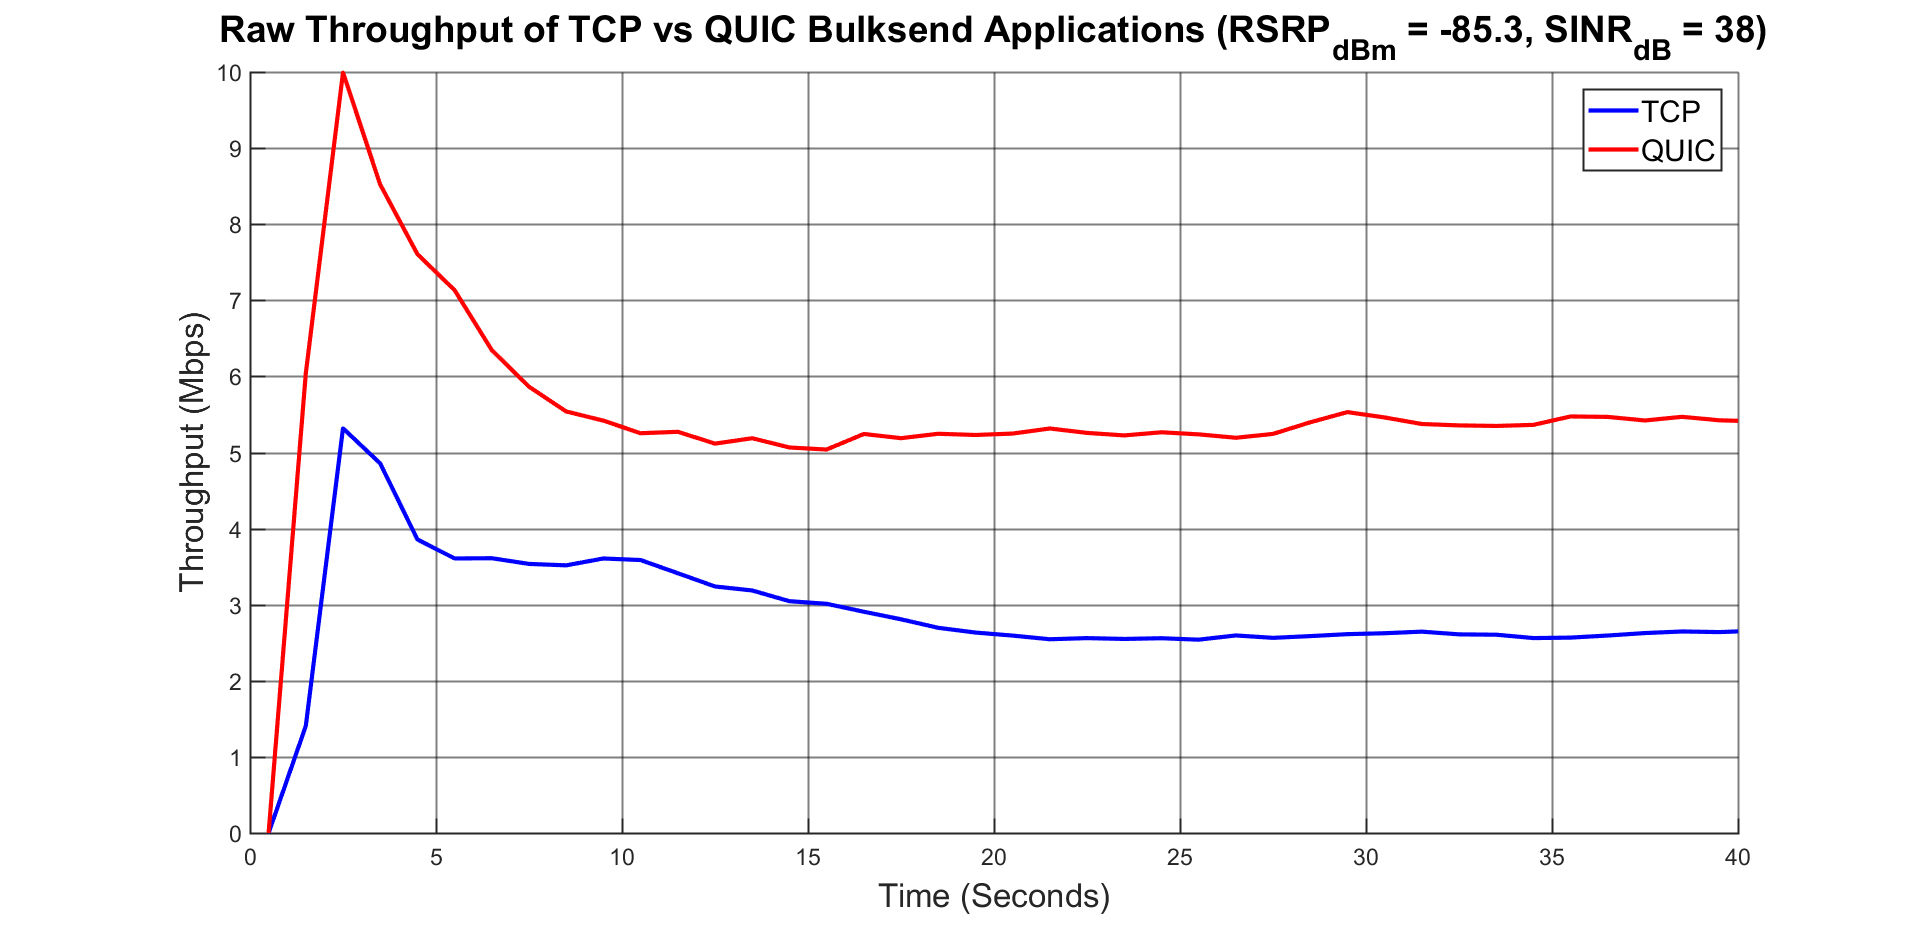 Raw Throughput of TCP vs QUIC Bulksend Applications (RSRP_dBm = -85.3, SINR_dB = 38)
TCP
QUIC
Throughput (Mbps)
10
9
8
7
6
5
4
3
2
1
0
0 5 10 15 20 25 30 35 40
Time (Seconds)